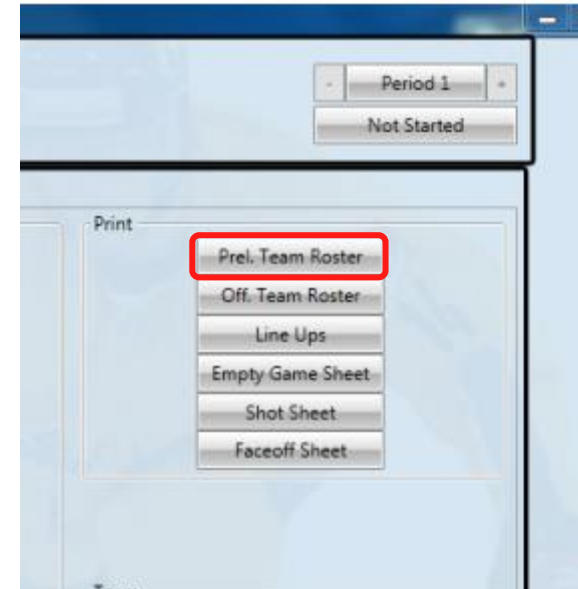 - Period 1 +
Not Started
Print
Prel. Team Roster
Off. Team Roster
Line Ups
Empty Game Sheet
Shot Sheet
Faceoff Sheet